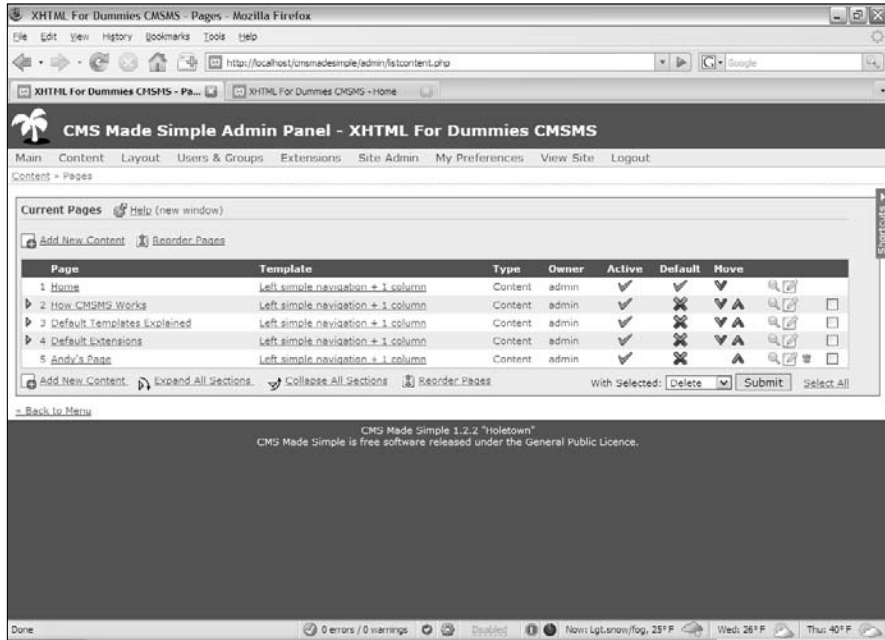 XHTML For Dummies CMSMS - Pages - Mozilla Firefox
File Edit View History Bookmarks Tools Help
http://localhost/cmsmadesimple/admin/listcontent.php
Google
XHTML For Dummies CMSMS - Pa...
XHTML For Dummies CMSMS - Home
CMS Made Simple Admin Panel - XHTML For Dummies CMSMS
Main Content Layout Users & Groups Extensions Site Admin My Preferences View Site Logout
Content » Pages
Shortcuts
Current Pages Help (new window)
Add New Content Reorder Pages
Page Template Type Owner Active Default Move
1 Home Left simple navigation + 1 column Content admin
2 How CMSMS Works Left simple navigation + 1 column Content admin
3 Default Templates Explained Left simple navigation + 1 column Content admin
4 Default Extensions Left simple navigation + 1 column Content admin
5 Andy's Page Left simple navigation + 1 column Content admin
Add New Content Expand All Sections Collapse All Sections Reorder Pages With Selected: Delete Submit Select All
« Back to Menu
CMS Made Simple 1.2.2 "Holetown"
CMS Made Simple is free software released under the General Public Licence.
Done 0 errors / 0 warnings Disabled Now: Lgt.snow/fog, 25° F Wed: 26° F Thu: 40° F